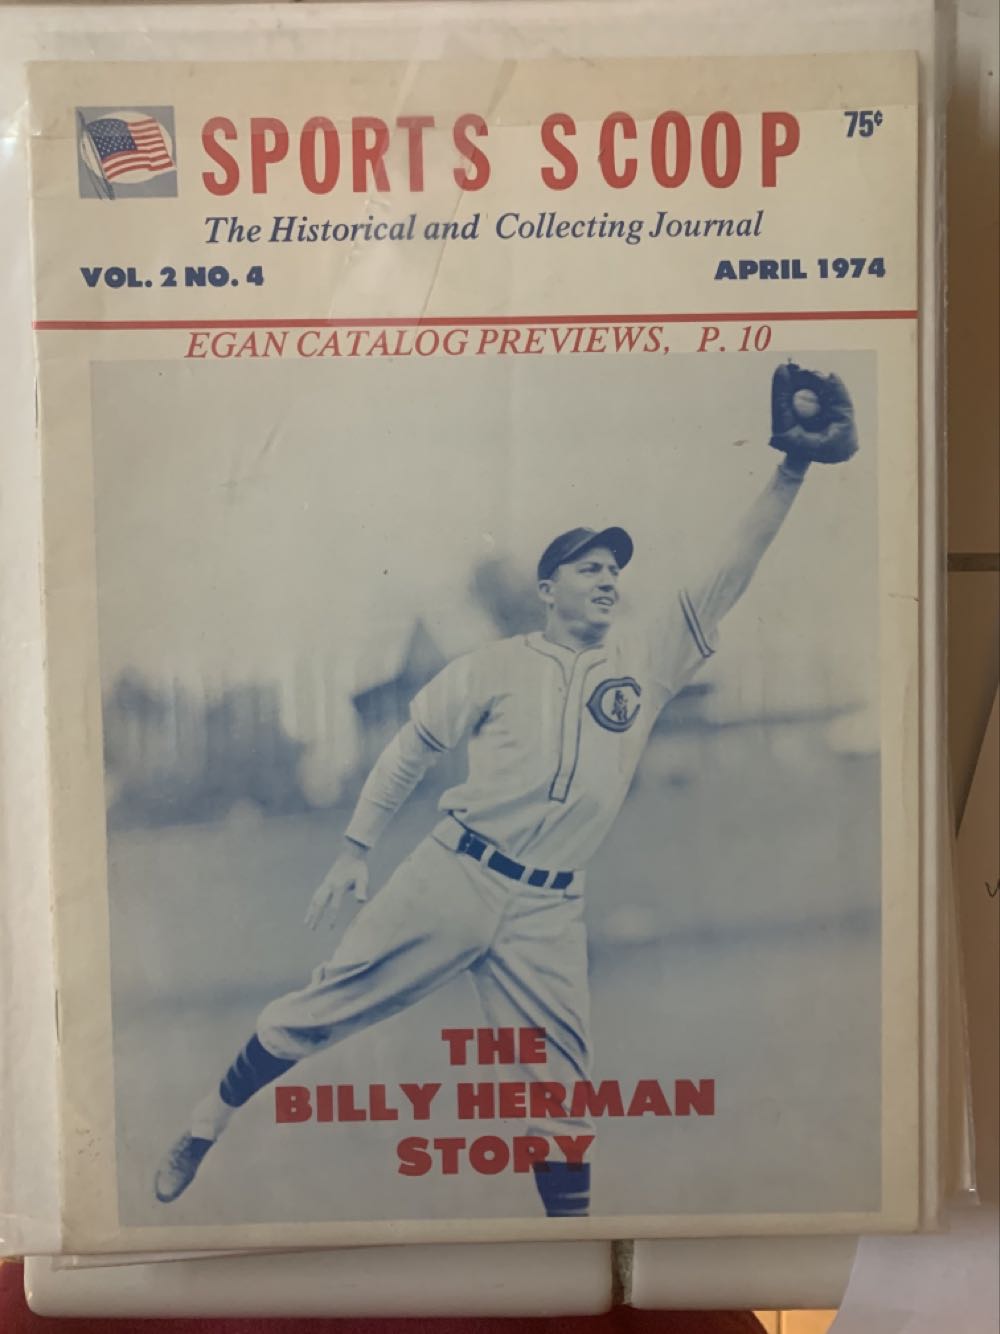 SPORTS SCOOP
75¢
The Historical and Collecting Journal
VOL. 2 NO. 4
APRIL 1974
EGAN CATALOG PREVIEWS, P. 10
C
THE
BILLY HERMAN
STORY